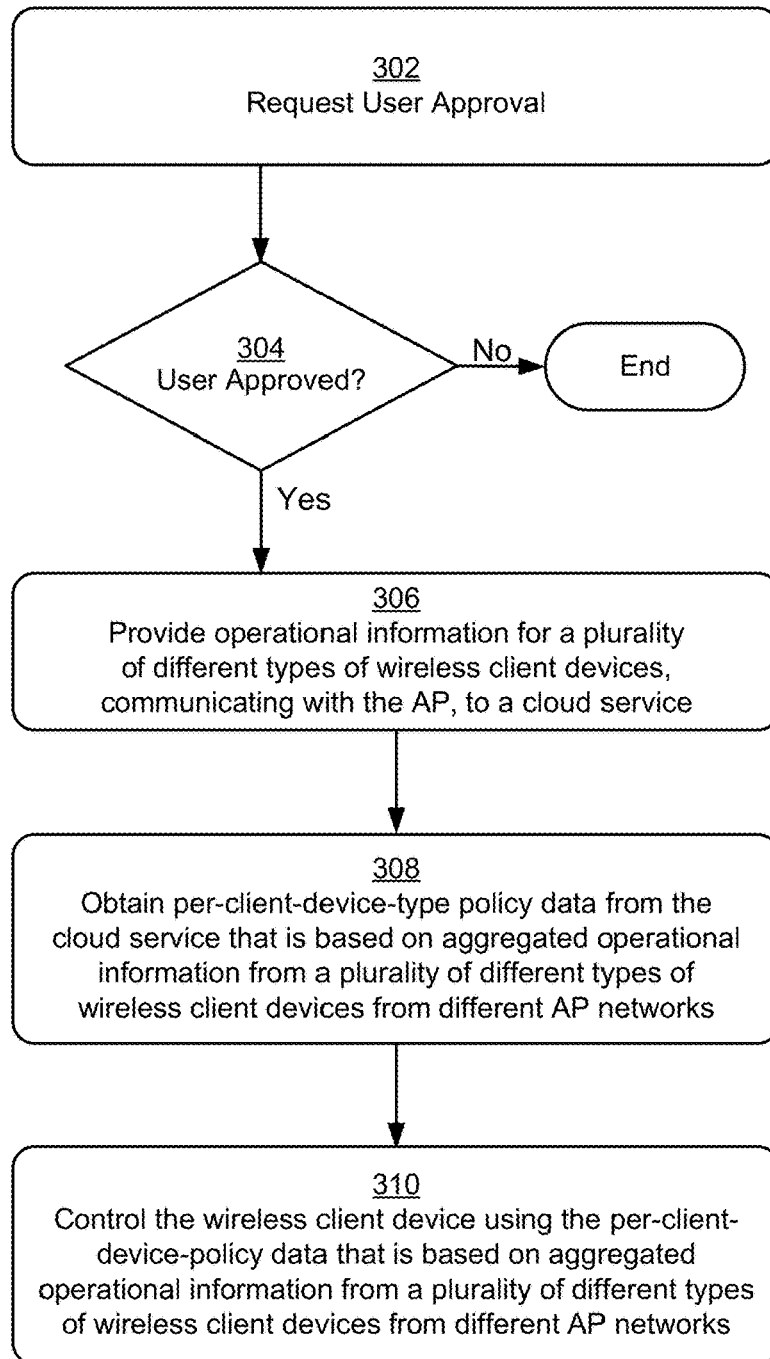 302
Request User Approval
304
User Approved?
No
End
Yes
306
Provide operational information for a plurality
of different types of wireless client devices,
communicating with the AP, to a cloud service
308
Obtain per-client-device-type policy data from the
cloud service that is based on aggregated operational
information from a plurality of different types of
wireless client devices from different AP networks
310
Control the wireless client device using the per-client-
device-policy data that is based on aggregated
operational information from a plurality of different types
of wireless client devices from different AP networks